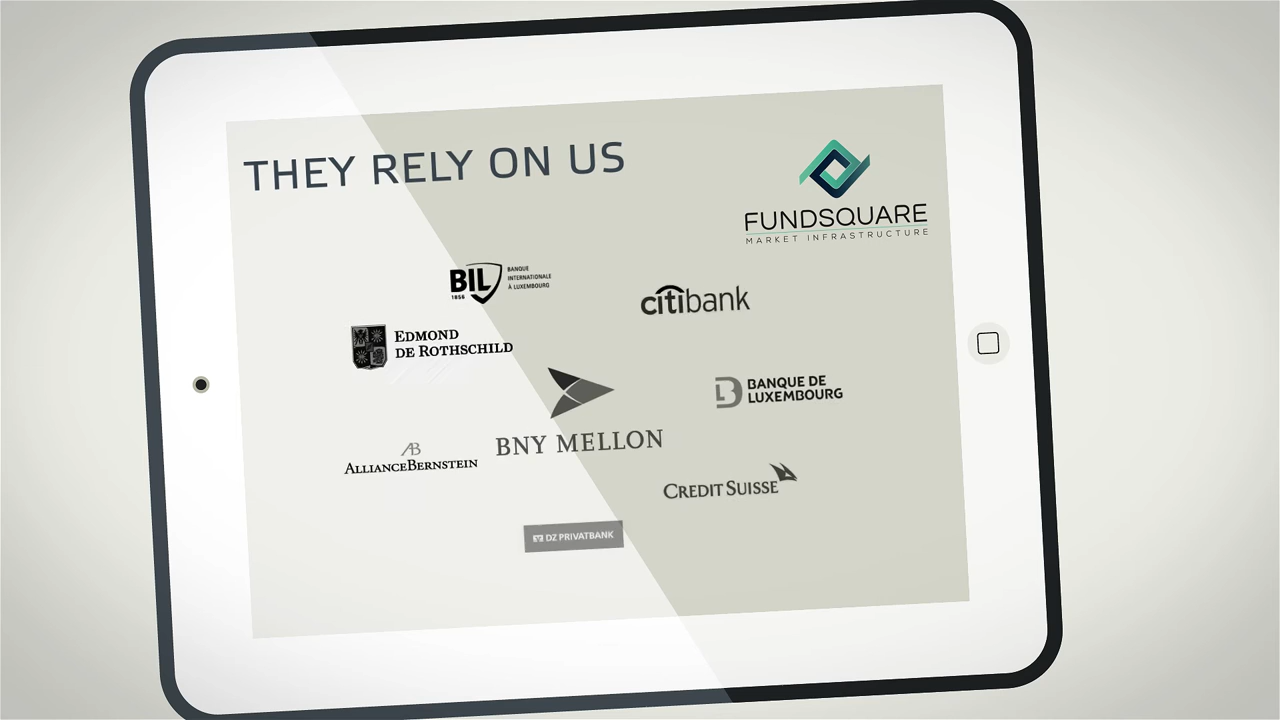 THEY RELY ON US
FUNDSQUARE
MARKET INFRASTRUCTURE
BIL
1856
BANQUE
INTERNATIONALE
À LUXEMBOURG
citibank
EDMOND
DE ROTHSCHILD
BANQUE DE
LUXEMBOURG
BNY MELLON
AB
ALLIANCEBERNSTEIN
CREDIT SUISSE
DZ PRIVATBANK